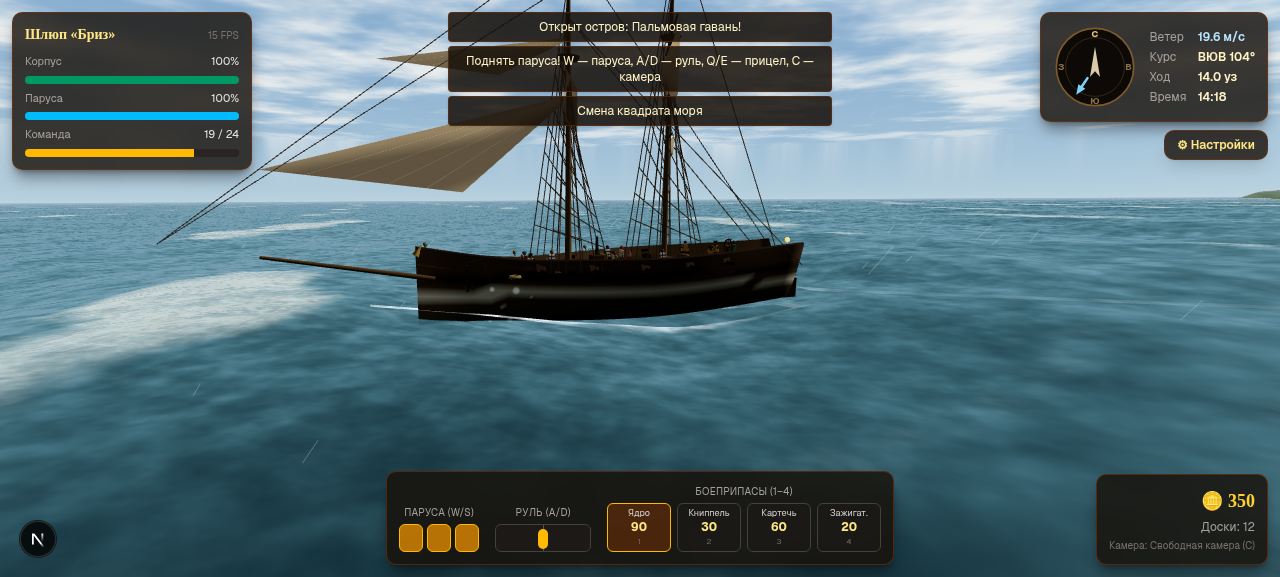 Шлюп «Бриз»
15 FPS
Корпус
100%
Паруса
100%
Команда
19 / 24
Открыт остров: Пальмовая гавань!
Поднять паруса! W — паруса, A/D — руль, Q/E — прицел, C —
камера
Смена квадрата моря
С
З
В
Ю
Ветер
19.6 м/с
Курс
ВЮВ 104°
Ход
14.0 уз
Время
14:18
⚙ Настройки
N
ПАРУСА (W/S)
РУЛЬ (A/D)
БОЕПРИПАСЫ (1–4)
Ядро
90
1
Книппель
30
2
Картечь
60
3
Зажигат.
20
4
350
Доски: 12
Камера: Свободная камера (C)